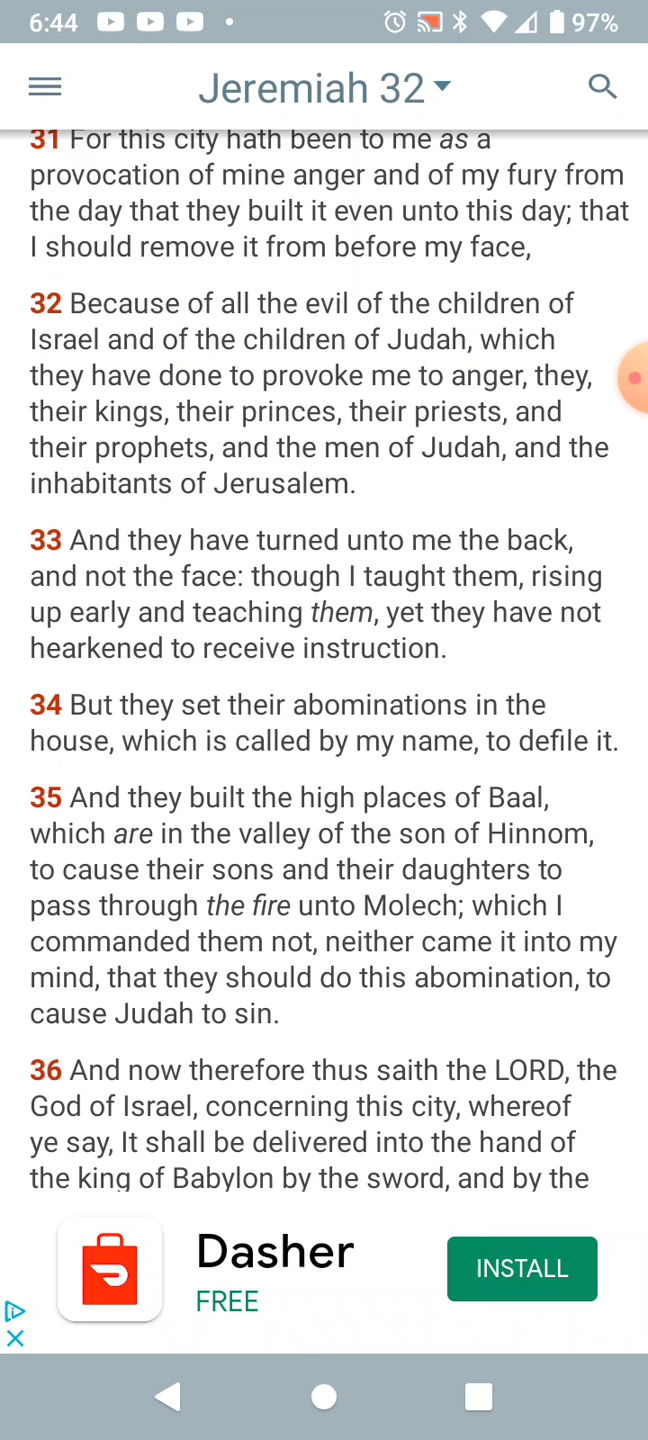 6:44
97%
Jeremiah 32
31 For this city hath been to me as a
provocation of mine anger and of my fury from
the day that they built it even unto this day; that
I should remove it from before my face,
32 Because of all the evil of the children of
Israel and of the children of Judah, which
they have done to provoke me to anger, they,
their kings, their princes, their priests, and
their prophets, and the men of Judah, and the
inhabitants of Jerusalem.
33 And they have turned unto me the back,
and not the face: though I taught them, rising
up early and teaching them, yet they have not
hearkened to receive instruction.
34 But they set their abominations in the
house, which is called by my name, to defile it.
35 And they built the high places of Baal,
which are in the valley of the son of Hinnom,
to cause their sons and their daughters to
pass through the fire unto Molech; which I
commanded them not, neither came it into my
mind, that they should do this abomination, to
cause Judah to sin.
36 And now therefore thus saith the LORD, the
God of Israel, concerning this city, whereof
ye say, It shall be delivered into the hand of
the king of Babylon by the sword, and by the
Dasher
FREE
INSTALL